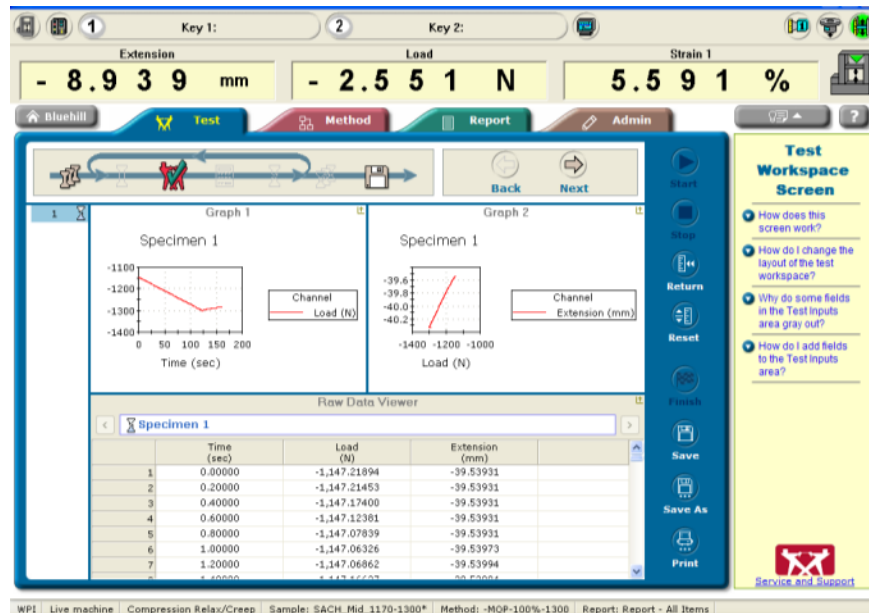 1 Key 1: 2 Key 2:
Extension Load Strain 1
- 8.939 mm - 2.551 N 5.591 %
Bluehill Test Method Report Admin ?
Back Next
Start
Stop
Return
Reset
Finish
Save
Save As
Print
1
Graph 1
Specimen 1
-1100
-1200
-1300
-1400
0 50 100 150 200
Time (sec)
Channel
Load (N)
Graph 2
Specimen 1
-39.6
-39.8
-40.0
-40.2
-1400 -1200 -1000
Load (N)
Channel
Extension (mm)
Raw Data Viewer
< Specimen 1 >
Time Load Extension
(sec) (N) (mm)
1 0.00000 -1,147.21894 -39.53931
2 0.20000 -1,147.21453 -39.53931
3 0.40000 -1,147.17400 -39.53931
4 0.60000 -1,147.12381 -39.53931
5 0.80000 -1,147.07839 -39.53931
6 1.00000 -1,147.06326 -39.53973
7 1.20000 -1,147.06862 -39.53994
Test
Workspace
Screen
How does this
screen work?
How do I change the
layout of the test
workspace?
Why do some fields
in the Test Inputs
area gray out?
How do I add fields
to the Test Inputs
area?
Service and Support
WPI Live machine Compression Relax/Creep Sample: SACH_Mid_1170-1300* Method: -MOP-100%-1300 Report: Report - All Items